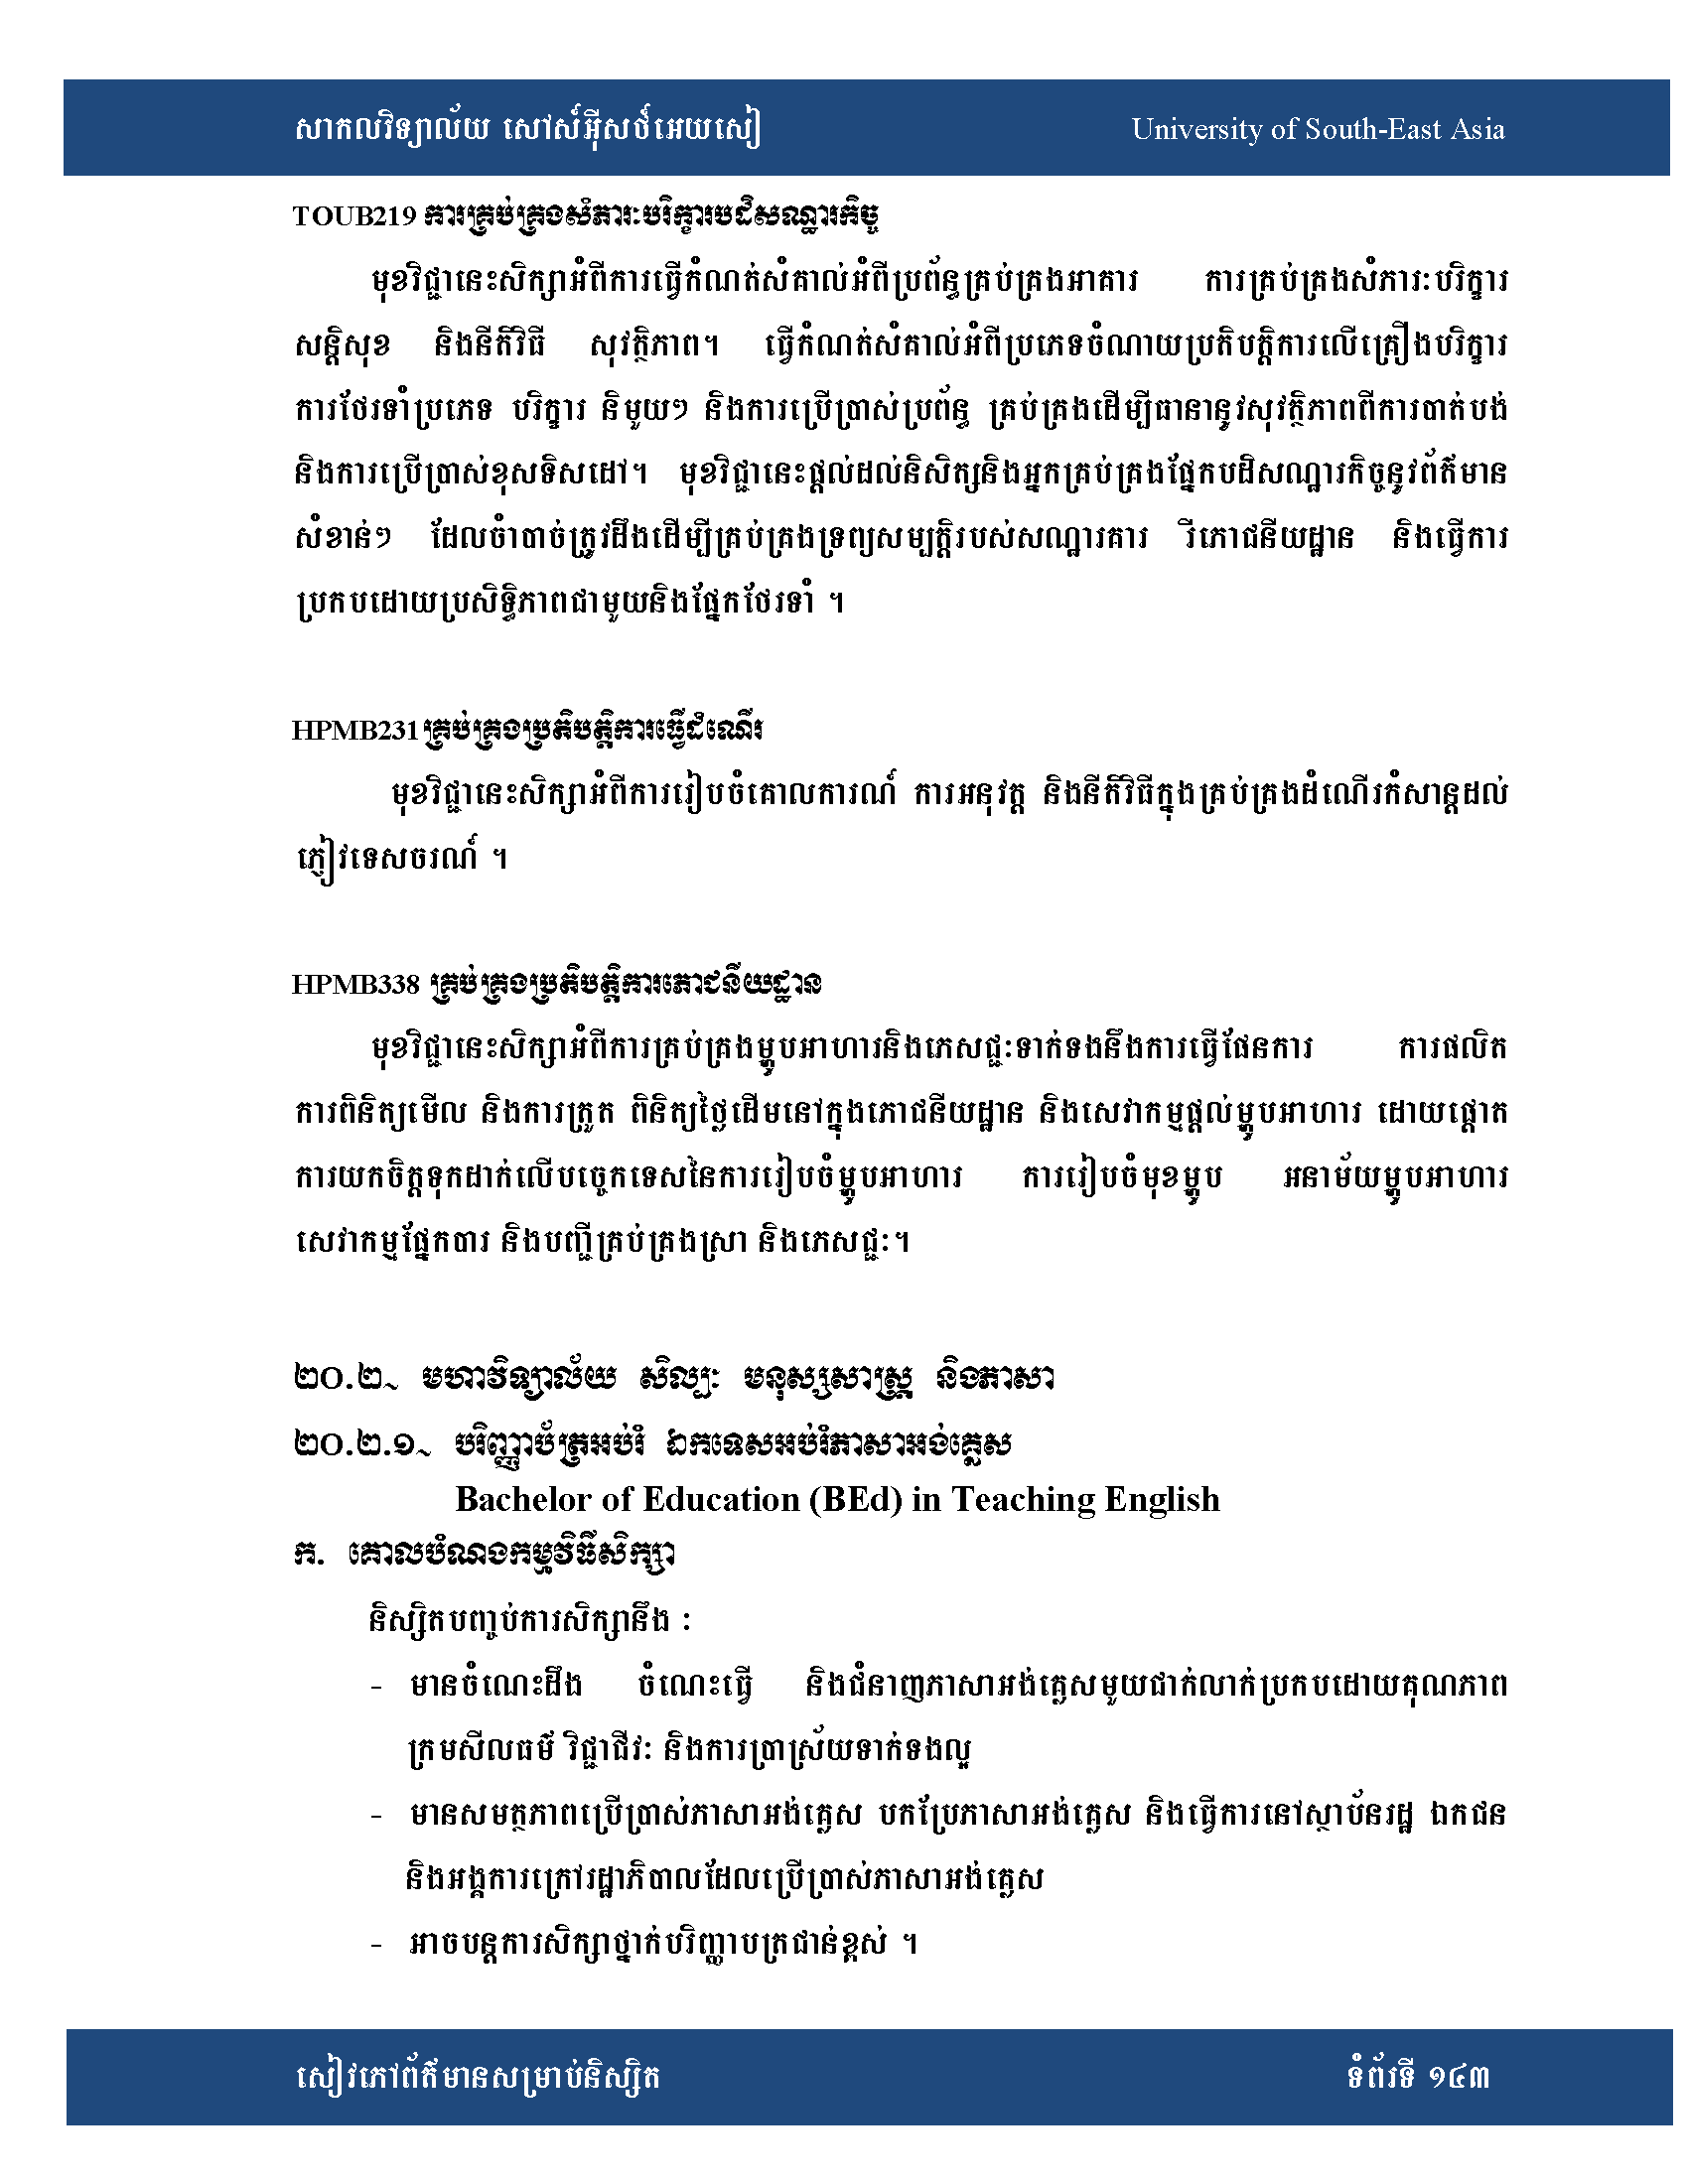 សាកលវិទ្យាល័យ សៅស៍អ៊ីសថ៍អេយសៀ University of South-East Asia
TOUB219 ការគ្រប់គ្រងសំភារៈបរិក្ខារបដិសណ្ឋារកិច្ច
មុខវិជ្ជានេះសិក្សាអំពីការធ្វើកំណត់សំគាល់អំពីប្រព័ន្ធគ្រប់គ្រងអាគារ ការគ្រប់គ្រងសំភារៈបរិក្ខារ
សន្តិសុខ និងនីតិវិធី សុវត្ថិភាព។ ធ្វើកំណត់សំគាល់អំពីប្រភេទចំណាយប្រតិបត្តិការលើគ្រឿងបរិក្ខារ
ការថែរទាំប្រភេទ បរិក្ខារ និមួយៗ និងការប្រើប្រាស់ប្រព័ន្ធ គ្រប់គ្រងដើម្បីធានានូវសុវត្ថិភាពពីការបាត់បង់
និងការប្រើប្រាស់ខុសទិសដៅ។ មុខវិជ្ជានេះផ្តល់ដល់និសិត្សនិងអ្នកគ្រប់គ្រងផ្នែកបដិសណ្ឋារកិច្ចនូវព័ត៌មាន
សំខាន់ៗ ដែលចំាបាច់ត្រូវដឹងដើម្បីគ្រប់គ្រងទ្រព្យសម្បត្តិរបស់សណ្ឋារគារ រឺភោជនីយដ្ឋាន និងធ្វើការ
ប្រកបដោយប្រសិទ្ធិភាពជាមួយនិងផ្នែកថែរទាំ ។
HPMB231 គ្រប់គ្រងប្រតិបត្តិការធ្វើដំណើរ
មុខវិជ្ជានេះសិក្សាអំពីការរៀបចំគោលការណ៍ ការអនុវត្ត និងនីតិវិធីក្នុងគ្រប់គ្រងដំណើរកំសាន្តដល់
ភ្ញៀវទេសចរណ៍ ។
HPMB338 គ្រប់គ្រងប្រតិបត្តិការភោជនីយដ្ឋាន
មុខវិជ្ជានេះសិក្សាអំពីការគ្រប់គ្រងម្ហូបអាហារនិងភេសជ្ជៈទាក់ទងនឹងការធ្វើផែនការ ការផលិត
ការពិនិត្យមើល និងការត្រួត ពិនិត្យថ្លៃដើមនៅក្នុងភោជនីយដ្ឋាន និងសេវាកម្មផ្តល់ម្ហូបអាហារ ដោយផ្តោត
ការយកចិត្តទុកដាក់លើបច្ចេកទេសនៃការរៀបចំម្ហូបអាហារ ការរៀបចំមុខម្ហូប អនាម័យម្ហូបអាហារ
សេវាកម្មផ្នែកបារ និងបញ្ជីគ្រប់គ្រងស្រា និងភេសជ្ជៈ។
២០.២~ មហាវិទ្យាល័យ សិល្បៈ មនុស្សសាស្ត្រ និងភាសា
២០.២.១~ បរិញ្ញាប័ត្រអប់រំ ឯកទេសអប់រំភាសាអង់គ្លេស
Bachelor of Education (BEd) in Teaching English
ក. គោលបំណងកម្មវិធីសិក្សា
និស្សិតបញ្ចប់ការសិក្សានឹង :
- មានចំណេះដឹង ចំណេះធ្វើ និងជំនាញភាសាអង់គ្លេសមួយជាក់លាក់ប្រកបដោយគុណភាព
ក្រមសីលធម៌ វិជ្ជាជីវៈ និងការប្រាស្រ័យទាក់ទងល្អ
- មានសមត្ថភាពប្រើប្រាស់ភាសាអង់គ្លេស បកប្រែភាសាអង់គ្លេស និងធ្វើការនៅស្ថាប័នរដ្ឋ ឯកជន
និងអង្គការក្រៅរដ្ឋាភិបាលដែលប្រើប្រាស់ភាសាអង់គ្លេស
- អាចបន្តការសិក្សាថ្នាក់បរិញ្ញាបត្រជាន់ខ្ពស់ ។
សៀវភៅព័ត៌មានសម្រាប់និស្សិត ទំព័រទី ១៤៣